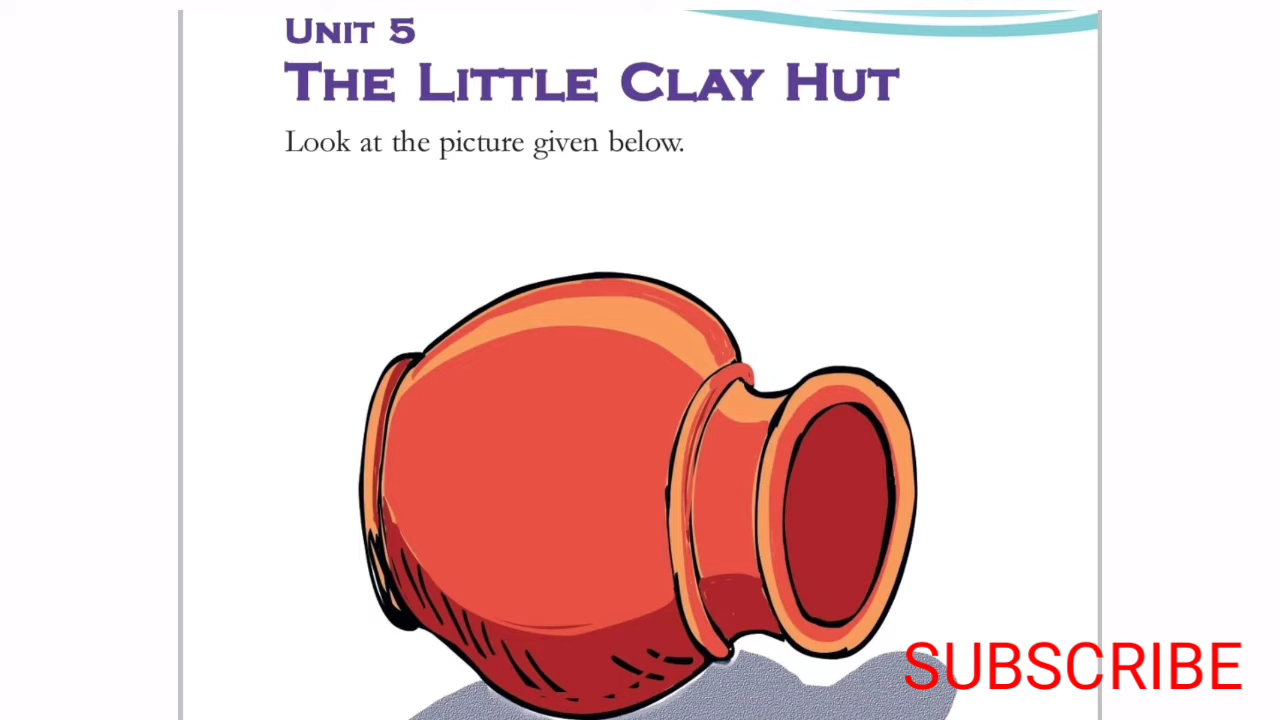 UNIT 5
THE LITTLE CLAY HUT
Look at the picture given below.
SUBSCRIBE